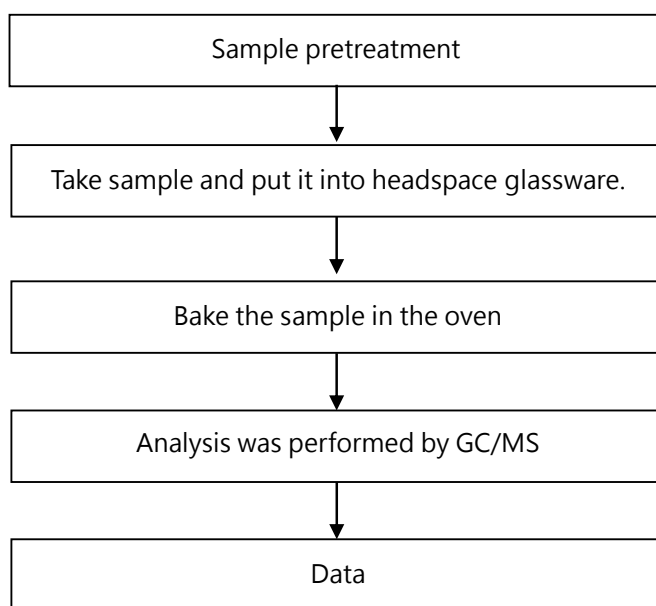 Sample pretreatment
Take sample and put it into headspace glassware.
Bake the sample in the oven
Analysis was performed by GC/MS
Data